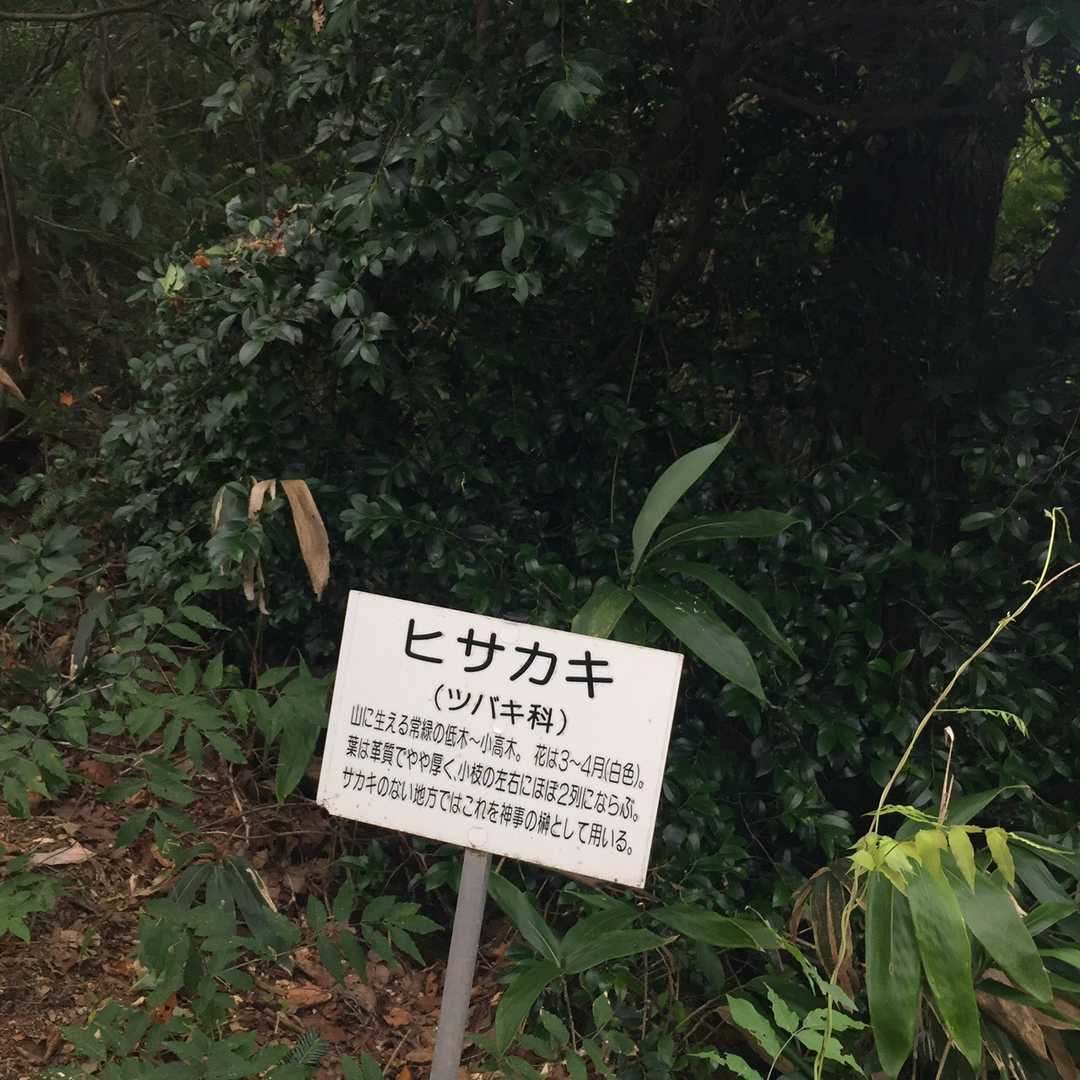 ヒサカキ
(ツバキ科)
山に生える常緑の低木～小高木。花は3～4月(白色)。
葉は革質でやや厚く、小枝の左右にほぼ2列にならぶ。
サカキのない地方ではこれを神事の榊として用いる。